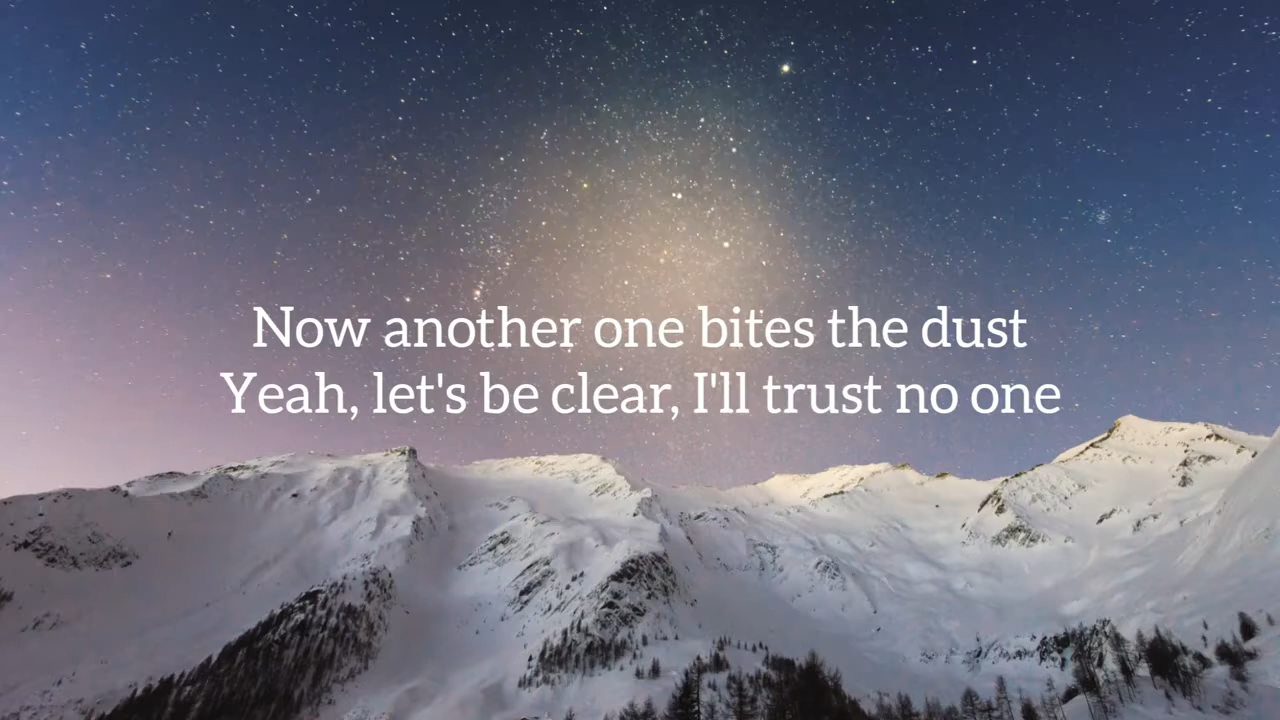 Now another one bites the dust
Yeah, let's be clear, I'll trust no one